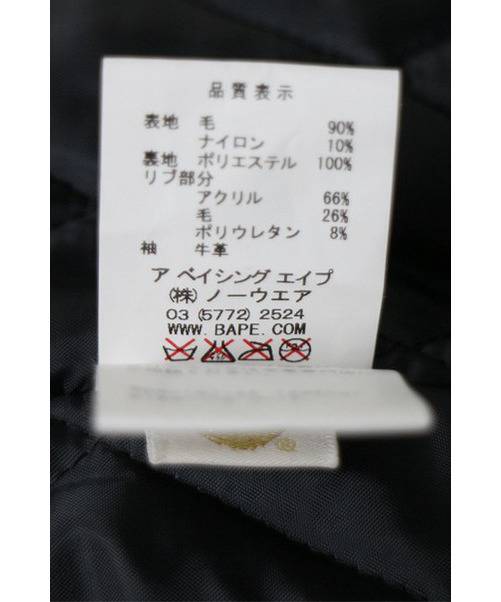 品質表示
表地 毛 90%
ナイロン 10%
裏地 ポリエステル 100%
リブ部分
アクリル 66%
毛 26%
ポリウレタン 8%
袖 牛革
ア ベイシング エイプ
㈱ ノーウエア
03 (5772) 2524
WWW. BAPE. COM
®